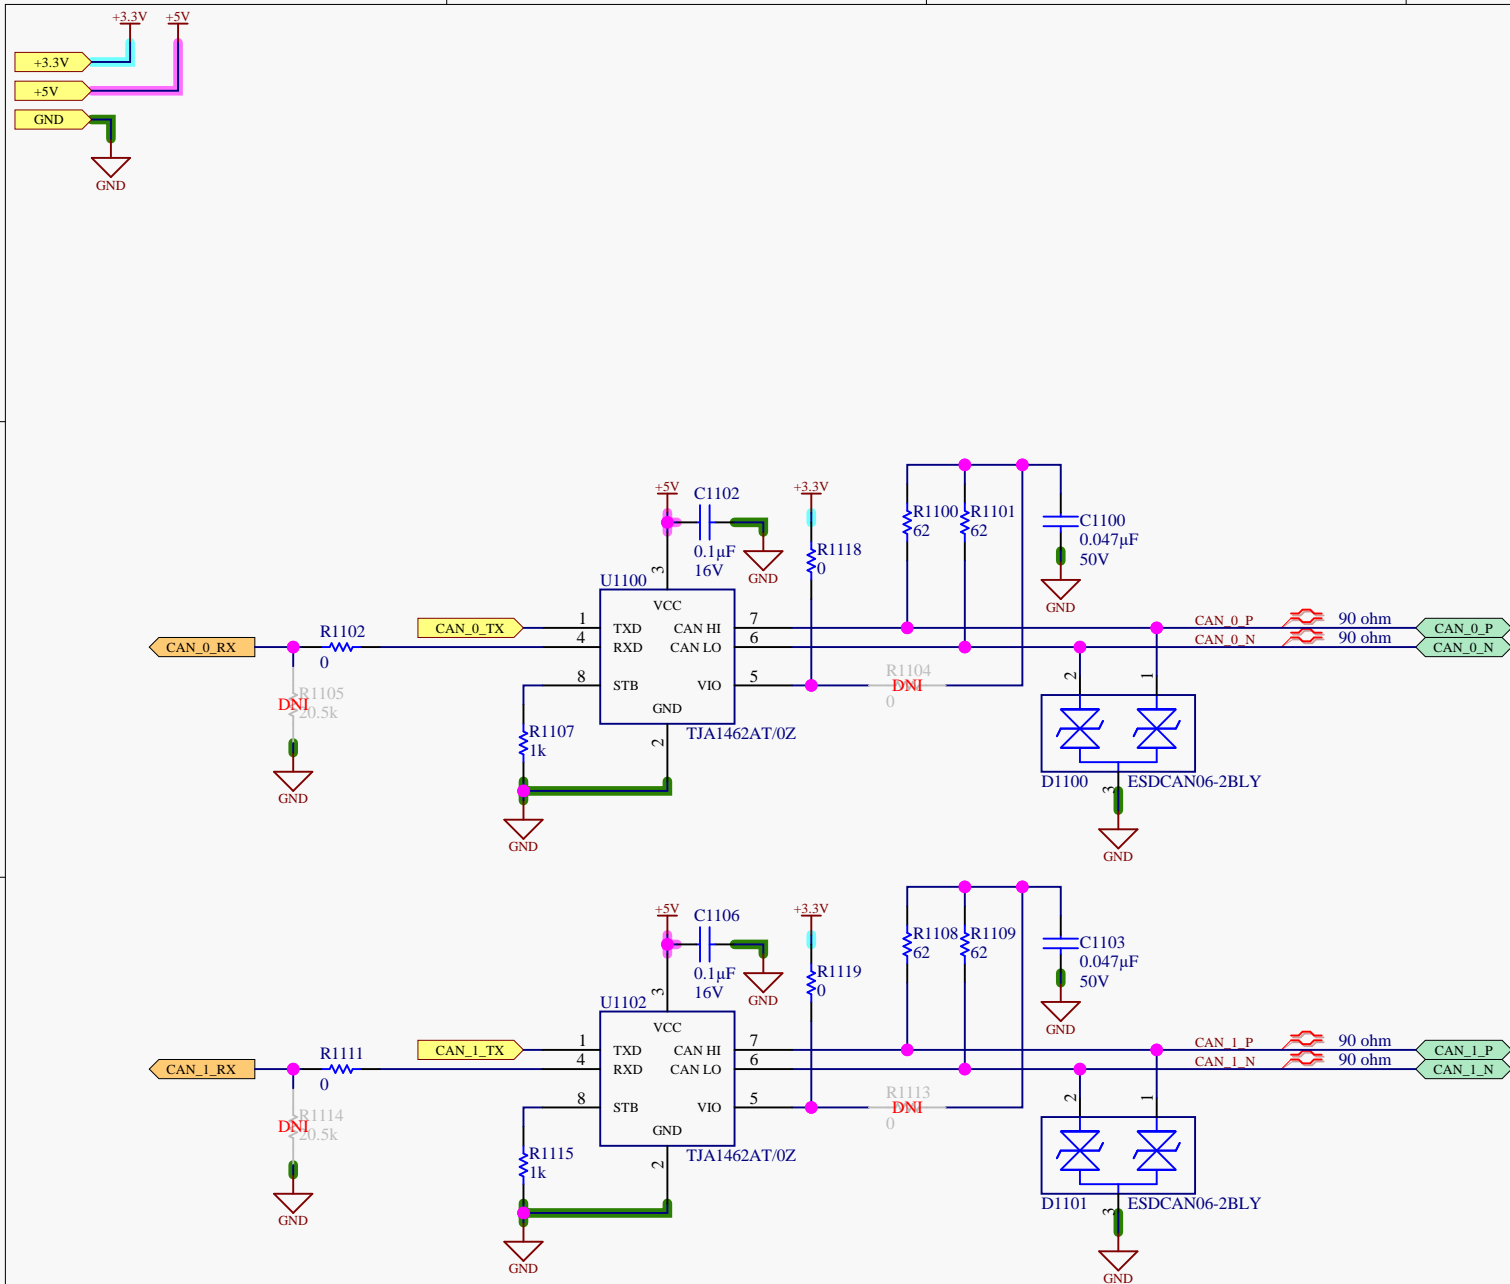 +3.3V
+5V
+3.3V
+5V
GND
GND
+5V
C1102
0.1µF
16V
GND
3
+3.3V
R1118
0
R1100
62
R1101
62
C1100
0.047µF
50V
GND
U1100
VCC
1
TXD
CAN HI
7
4
RXD
CAN LO
6
8
STB
VIO
5
GND
2
TJA1462AT/0Z
CAN_0_RX
R1102
0
CAN_0_TX
R1105
DNI
20.5k
GND
R1107
1k
GND
R1104
DNI
0
CAN_0_P
90 ohm
CAN_0_P
CAN_0_N
90 ohm
CAN_0_N
2
1
D1100
3
ESDCAN06-2BLY
GND
+5V
C1106
0.1µF
16V
GND
3
+3.3V
R1119
0
R1108
62
R1109
62
C1103
0.047µF
50V
GND
U1102
VCC
1
TXD
CAN HI
7
4
RXD
CAN LO
6
8
STB
VIO
5
GND
2
TJA1462AT/0Z
CAN_1_RX
R1111
0
CAN_1_TX
R1114
DNI
20.5k
GND
R1115
1k
GND
R1113
DNI
0
CAN_1_P
90 ohm
CAN_1_P
CAN_1_N
90 ohm
CAN_1_N
2
1
D1101
3
ESDCAN06-2BLY
GND